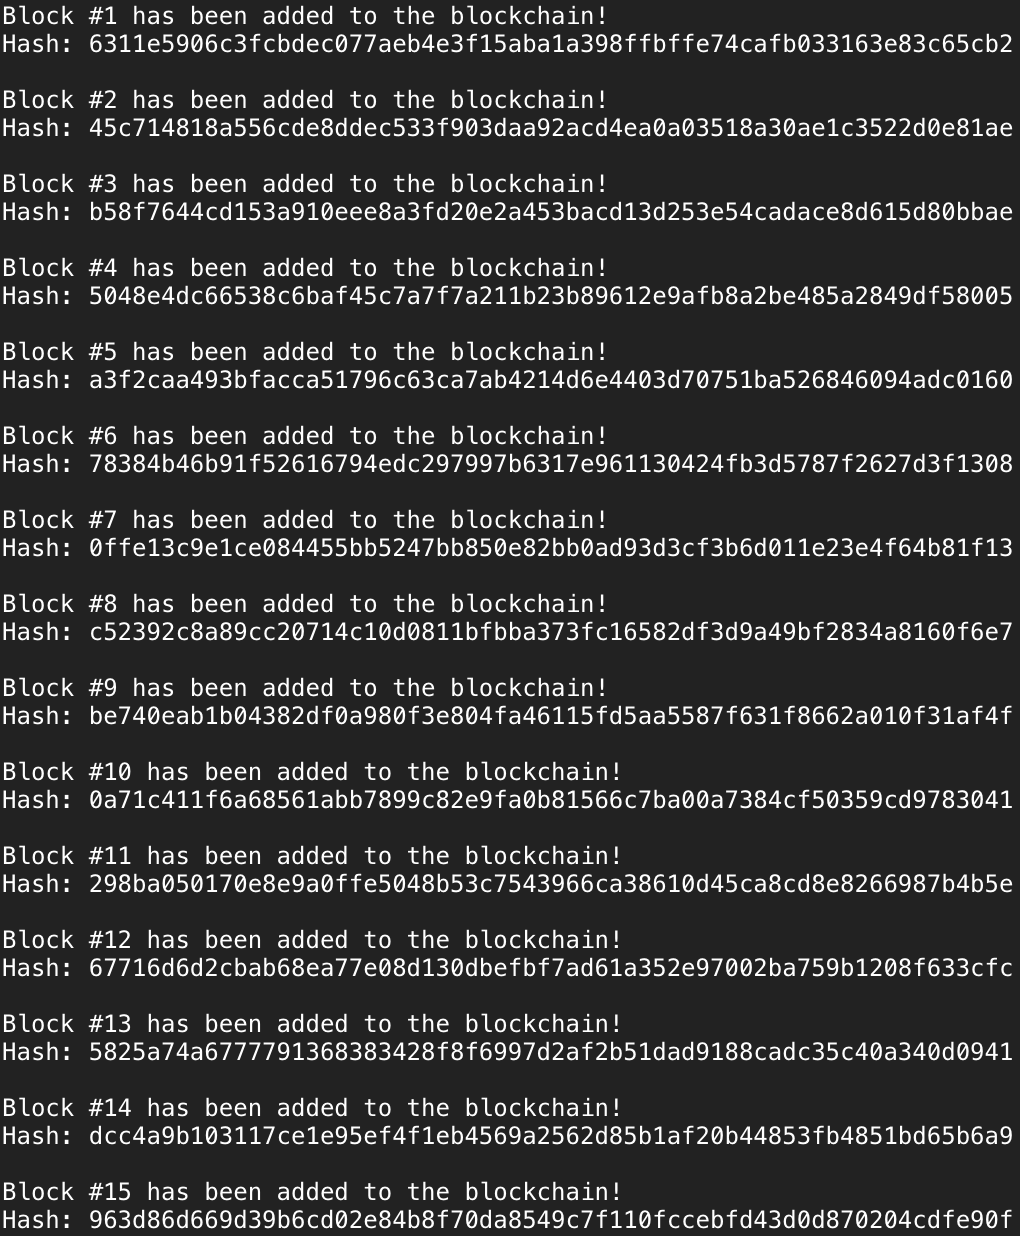 Block #1 has been added to the blockchain!
Hash: 6311e5906c3fcbdec077aeb4e3f15aba1a398ffbffe74cafb033163e83c65cb2
Block #2 has been added to the blockchain!
Hash: 45c714818a556cde8ddec533f903daa92acd4ea0a03518a30ae1c3522d0e81ae
Block #3 has been added to the blockchain!
Hash: b58f7644cd153a910eee8a3fd20e2a453bacd13d253e54cadace8d615d80bbae
Block #4 has been added to the blockchain!
Hash: 5048e4dc66538c6baf45c7a7f7a211b23b89612e9afb8a2be485a2849df58005
Block #5 has been added to the blockchain!
Hash: a3f2caa493bfacca51796c63ca7ab4214d6e4403d70751ba526846094adc0160
Block #6 has been added to the blockchain!
Hash: 78384b46b91f52616794edc297997b6317e961130424fb3d5787f2627d3f1308
Block #7 has been added to the blockchain!
Hash: 0ffe13c9e1ce084455bb5247bb850e82bb0ad93d3cf3b6d011e23e4f64b81f13
Block #8 has been added to the blockchain!
Hash: c52392c8a89cc20714c10d0811bfbba373fc16582df3d9a49bf2834a8160f6e7
Block #9 has been added to the blockchain!
Hash: be740eab1b04382df0a980f3e804fa46115fd5aa5587f631f8662a010f31af4f
Block #10 has been added to the blockchain!
Hash: 0a71c411f6a68561abb7899c82e9fa0b81566c7ba00a7384cf50359cd9783041
Block #11 has been added to the blockchain!
Hash: 298ba050170e8e9a0ffe5048b53c7543966ca38610d45ca8cd8e8266987b4b5e
Block #12 has been added to the blockchain!
Hash: 67716d6d2cbab68ea77e08d130dbefbf7ad61a352e97002ba759b1208f633cfc
Block #13 has been added to the blockchain!
Hash: 5825a74a6777791368383428f8f6997d2af2b51dad9188cadc35c40a340d0941
Block #14 has been added to the blockchain!
Hash: dcc4a9b103117ce1e95ef4f1eb4569a2562d85b1af20b44853fb4851bd65b6a9
Block #15 has been added to the blockchain!
Hash: 963d86d669d39b6cd02e84b8f70da8549c7f110fccebfd43d0d870204cdfe90f